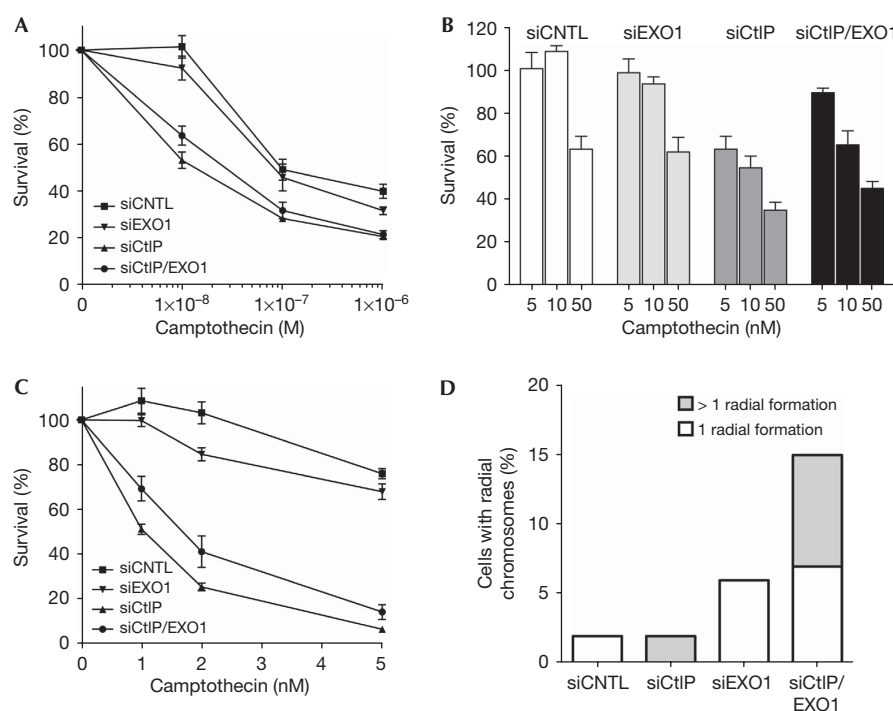 A
Survival (%)
100
80
60
40
20
0
siCNTL
siEXO1
siCtIP
siCtIP/EXO1
0 1×10⁻⁸ 1×10⁻⁷ 1×10⁻⁶
Camptothecin (M)
B
siCNTL siEXO1 siCtIP siCtIP/EXO1
Survival (%)
120
100
80
60
40
20
0
5 10 50 5 10 50 5 10 50 5 10 50
Camptothecin (nM)
C
Survival (%)
100
80
60
40
20
0
siCNTL
siEXO1
siCtIP
siCtIP/EXO1
0 1 2 3 4 5
Camptothecin (nM)
D
Cells with radial
chromosomes (%)
20
15
10
5
0
> 1 radial formation
1 radial formation
siCNTL siCtIP siEXO1 siCtIP/
EXO1